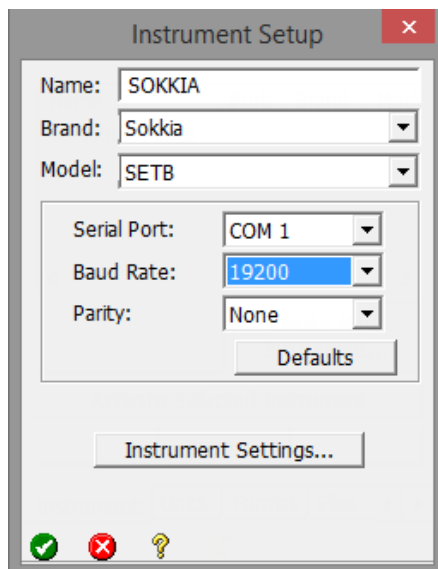 Instrument Setup
Name: SOKKIA
Brand: Sokkia
Model: SETB
Serial Port: COM 1
Baud Rate: 19200
Parity: None
Defaults
Instrument Settings...